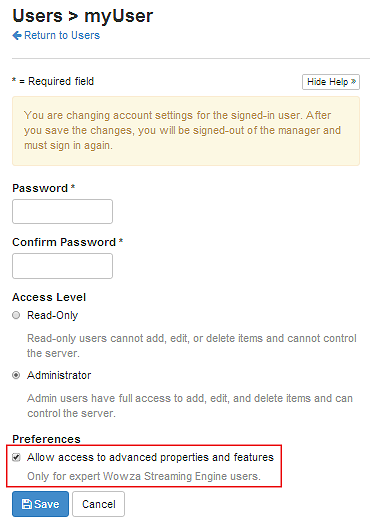 Users > myUser
Return to Users
* = Required field
Hide Help »
You are changing account settings for the signed-in user. After
you save the changes, you will be signed-out of the manager and
must sign in again.
Password *
Confirm Password *
Access Level
Read-Only
Read-only users cannot add, edit, or delete items and cannot control
the server.
Administrator
Admin users have full access to add, edit, and delete items and can
control the server.
Preferences
Allow access to advanced properties and features
Only for expert Wowza Streaming Engine users.
Save Cancel